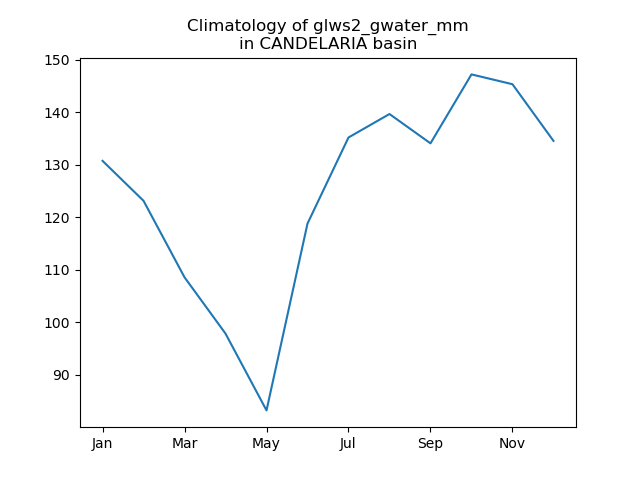 Climatology of glws2_gwater_mm
in CANDELARIA basin
150
140
130
120
110
100
90
Jan
Mar
May
Jul
Sep
Nov